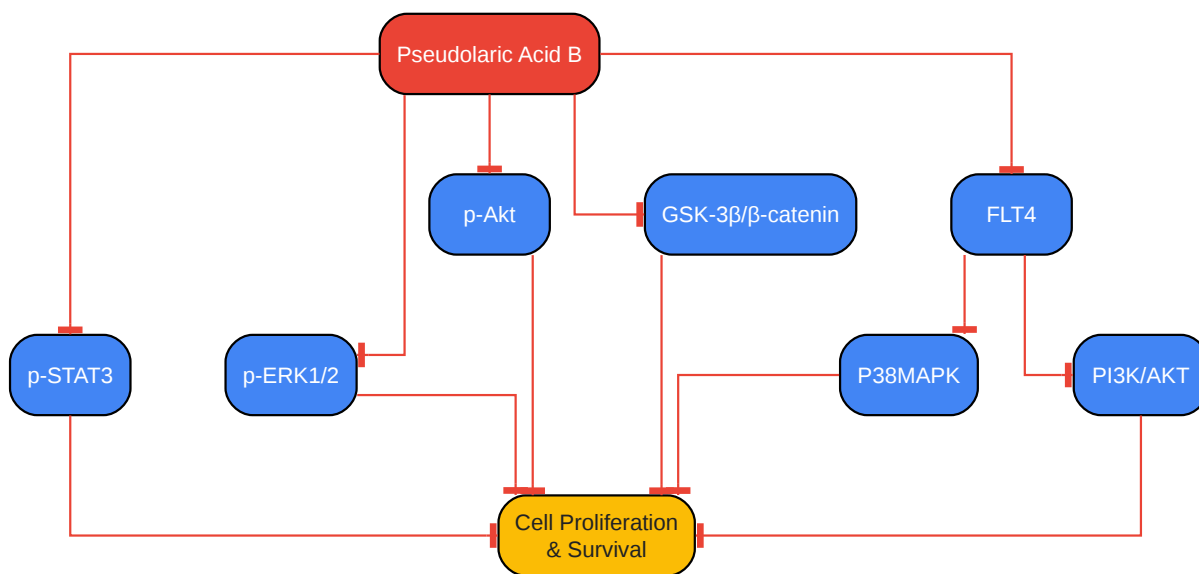 Pseudolaric Acid B
p-Akt
GSK-3β/β-catenin
FLT4
p-STAT3
p-ERK1/2
P38MAPK
PI3K/AKT
Cell Proliferation
& Survival